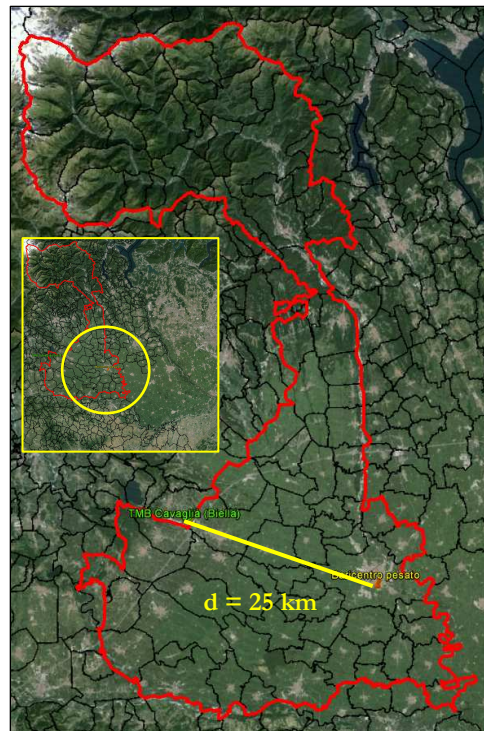 TMB Cavaglià (Biella)
Baricentro pesato
d = 25 km